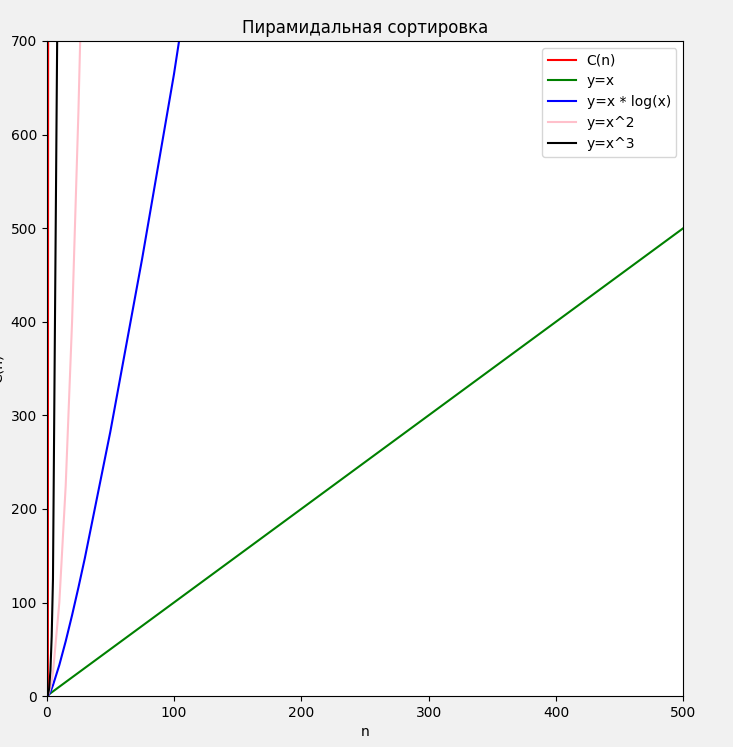 Пирамидальная сортировка
700
600
500
400
300
200
100
0
0 100 200 300 400 500
n
C(n)
y=x
y=x * log(x)
y=x^2
y=x^3